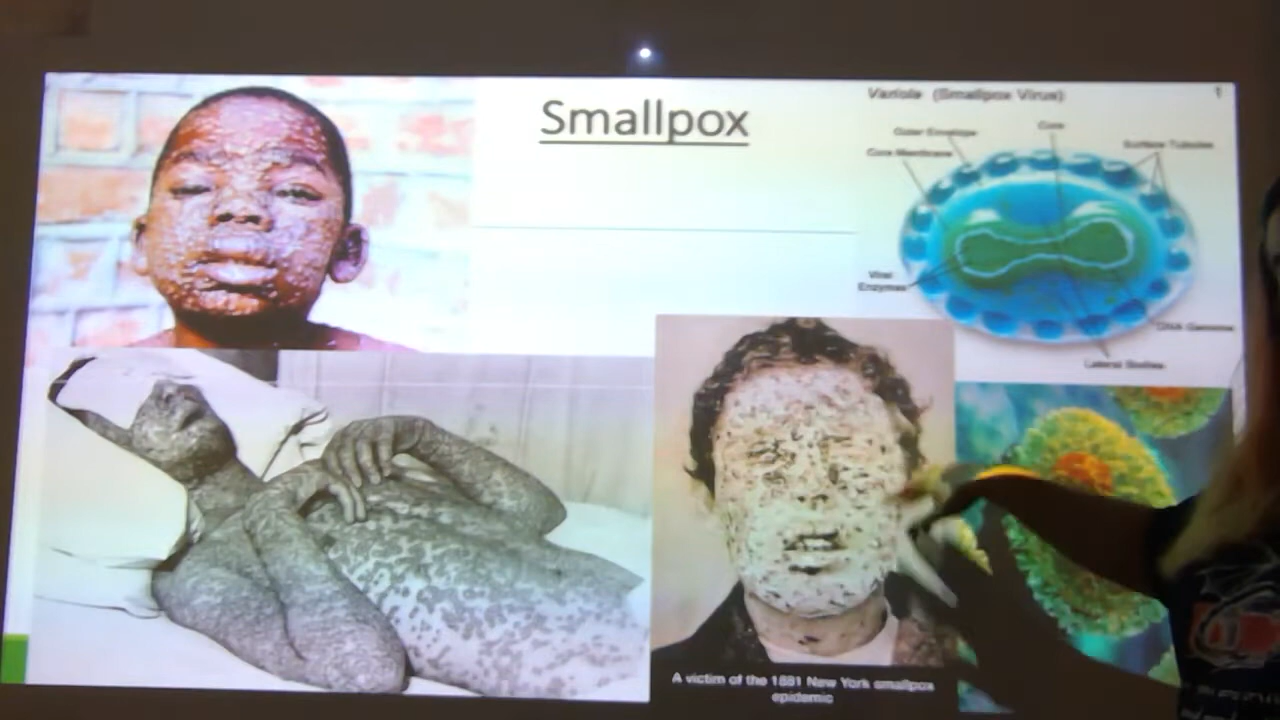 Smallpox
Variola (Smallpox Virus)
1
Outer Envelope
Core
Core Membrane
Surface Tubules
Viral
Enzymes
DNA Genome
Lateral Bodies
A victim of the 1881 New York smallpox
epidemic